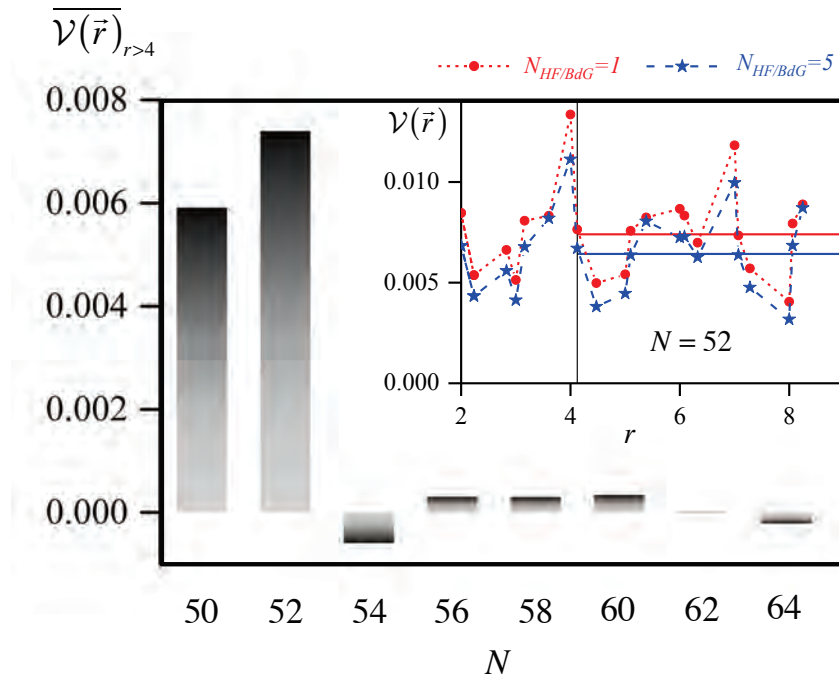 𝒱(r⃗)‾ r>4
N_HF/BdG=1 N_HF/BdG=5
0.008
0.006
0.004
0.002
0.000
𝒱(r⃗)
0.010
0.005
0.000
N = 52
2 4 6 8
r
50 52 54 56 58 60 62 64
N